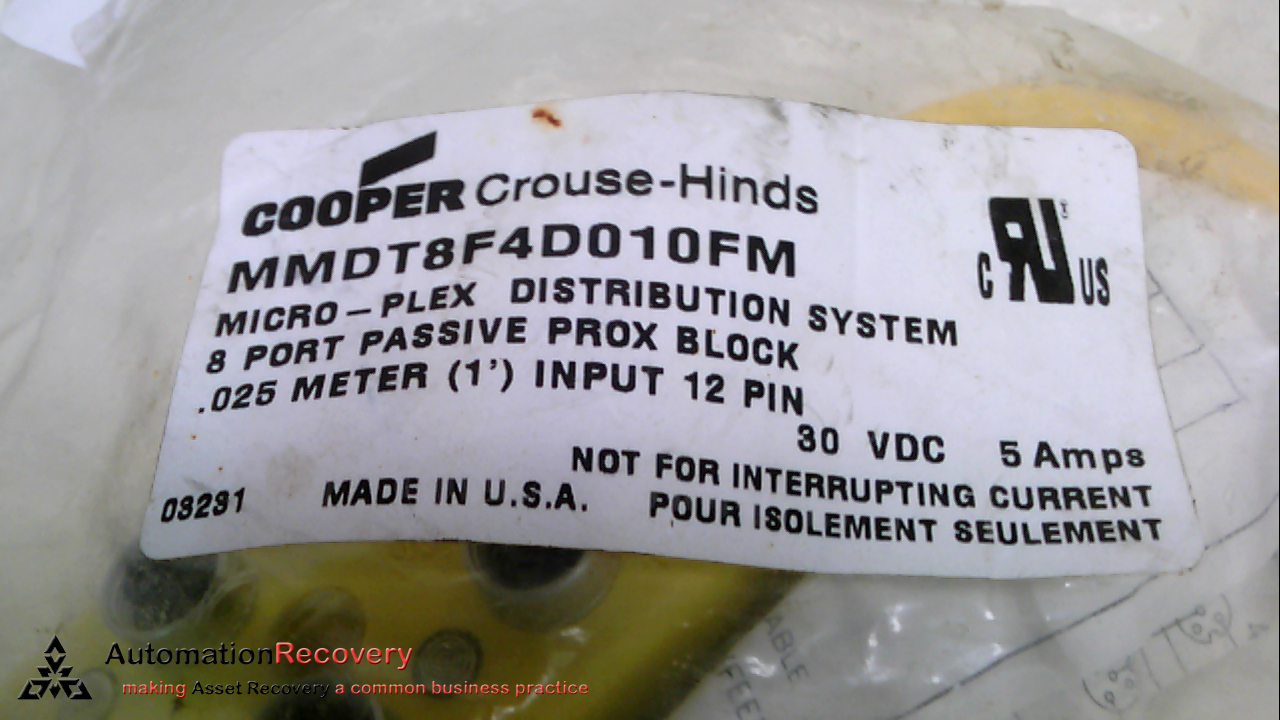 COOPER Crouse-Hinds
MMDT8F4D010FM
MICRO-PLEX DISTRIBUTION SYSTEM
8 PORT PASSIVE PROX BLOCK
.025 METER (1') INPUT 12 PIN
30 VDC 5 Amps
NOT FOR INTERRUPTING CURRENT
POUR ISOLEMENT SEULEMENT
03231 MADE IN U.S.A.
C RU US
AutomationRecovery
making Asset Recovery a common business practice